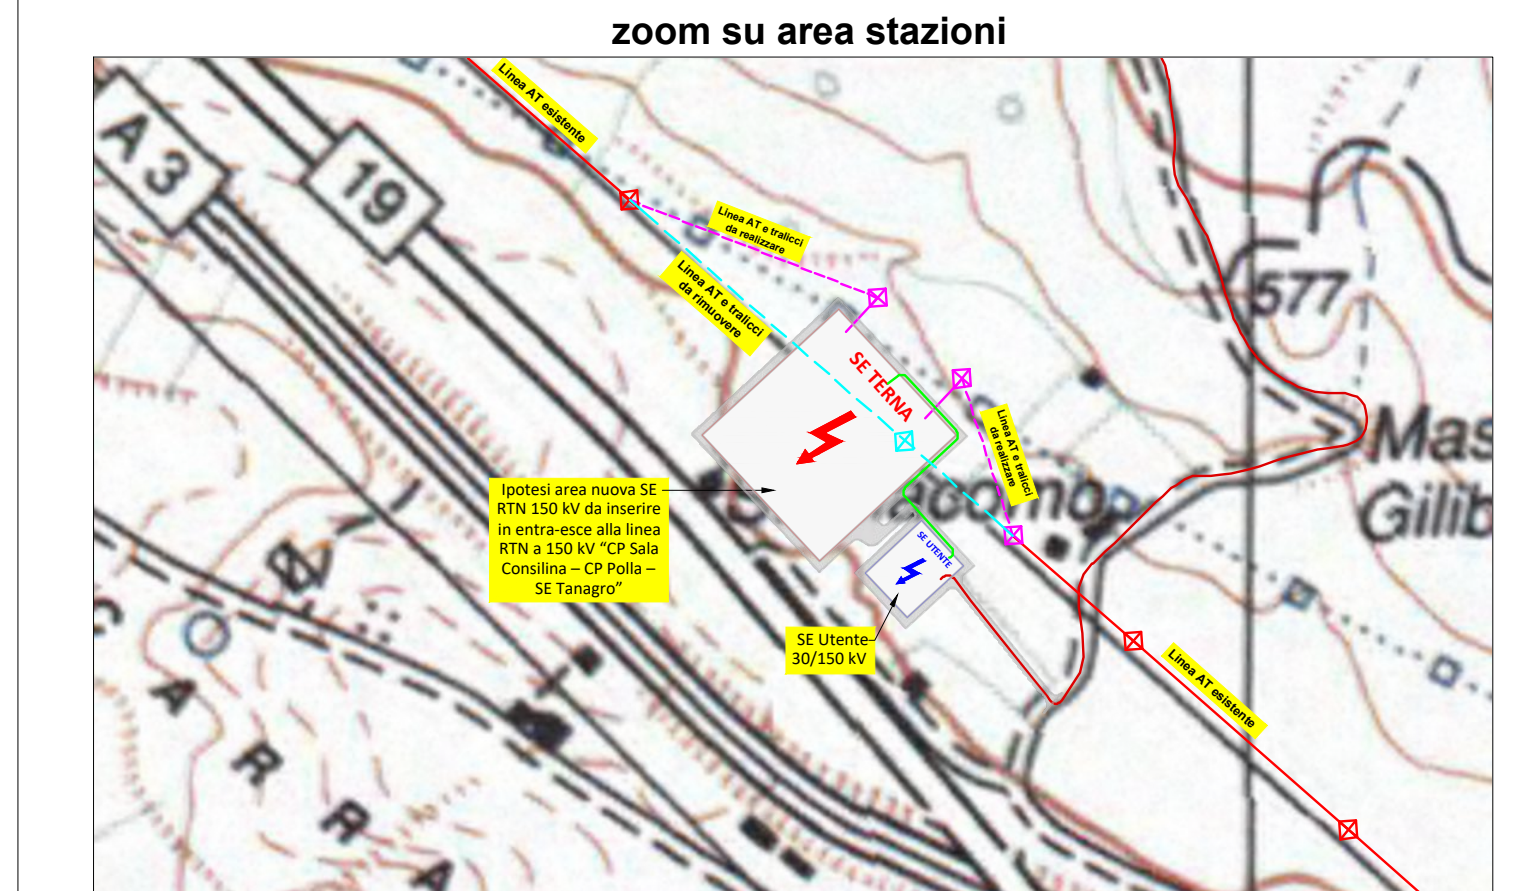 zoom su area stazioni
Linea AT esistente
A 3
19
Linea AT e tralicci
da realizzare
Linea AT e tralicci
da rimuovere
577
SE TERNA
Linea AT e tralicci
da realizzare
Mas
Gilib
Ipotesi area nuova SE
RTN 150 kV da inserire
in entra-esce alla linea
RTN a 150 kV “CP Sala
Consilina – CP Polla –
SE Tanagro”
acomo
SE UTENTE
SE Utente
30/150 kV
Linea AT esistente
C
A
R
R
A